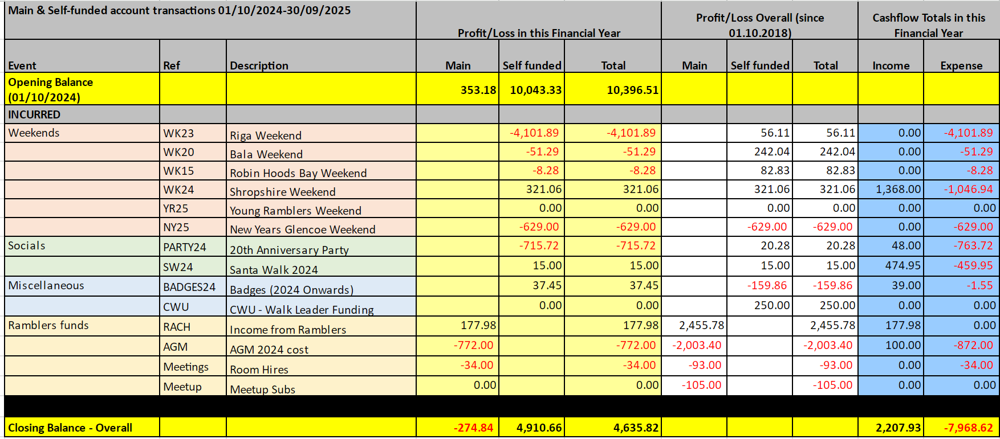 Main & Self-funded account transactions 01/10/2024-30/09/2025
Profit/Loss in this Financial Year
Profit/Loss Overall (since
01.10.2018)
Cashflow Totals in this
Financial Year
Event Ref Description Main Self funded Total Main Self funded Total Income Expense
Opening Balance
(01/10/2024) 353.18 10,043.33 10,396.51
INCURRED
Weekends WK23 Riga Weekend -4,101.89 -4,101.89 56.11 56.11 0.00 -4,101.89
WK20 Bala Weekend -51.29 -51.29 242.04 242.04 0.00 -51.29
WK15 Robin Hoods Bay Weekend -8.28 -8.28 82.83 82.83 0.00 -8.28
WK24 Shropshire Weekend 321.06 321.06 321.06 321.06 1,368.00 -1,046.94
YR25 Young Ramblers Weekend 0.00 0.00 0.00 0.00 0.00 0.00
NY25 New Years Glencoe Weekend -629.00 -629.00 -629.00 -629.00 0.00 -629.00
Socials PARTY24 20th Anniversary Party -715.72 -715.72 20.28 20.28 48.00 -763.72
SW24 Santa Walk 2024 15.00 15.00 15.00 15.00 474.95 -459.95
Miscellaneous BADGES24 Badges (2024 Onwards) 37.45 37.45 -159.86 -159.86 39.00 -1.55
CWU CWU - Walk Leader Funding 0.00 0.00 250.00 250.00 0.00 0.00
Ramblers funds RACH Income from Ramblers 177.98 177.98 2,455.78 2,455.78 177.98 0.00
AGM AGM 2024 cost -772.00 -772.00 -2,003.40 -2,003.40 100.00 -872.00
Meetings Room Hires -34.00 -34.00 -93.00 -93.00 0.00 -34.00
Meetup Meetup Subs 0.00 0.00 -105.00 -105.00 0.00 0.00
Closing Balance - Overall -274.84 4,910.66 4,635.82 2,207.93 -7,968.62